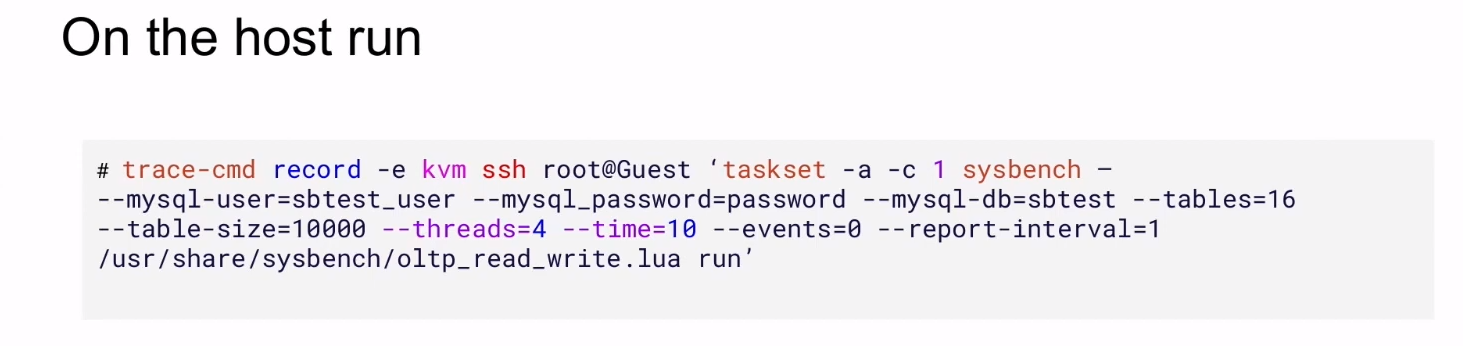 On the host run
# trace-cmd record -e kvm ssh root@Guest ‘taskset -a -c 1 sysbench –
--mysql-user=sbtest_user --mysql_password=password --mysql-db=sbtest --tables=16
--table-size=10000 --threads=4 --time=10 --events=0 --report-interval=1
/usr/share/sysbench/oltp_read_write.lua run’